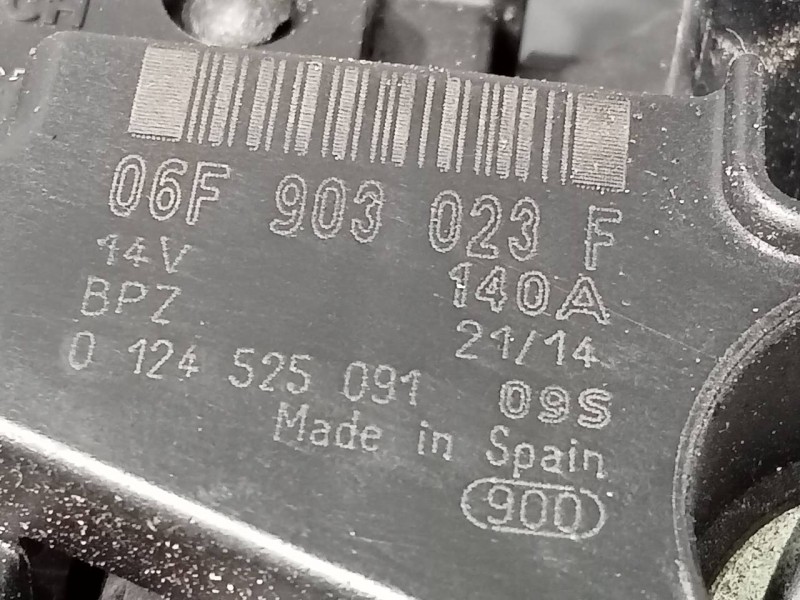 06F 903 023 F
14V 140A
BPZ 21/14
0 124 525 091 09S
Made in Spain
900